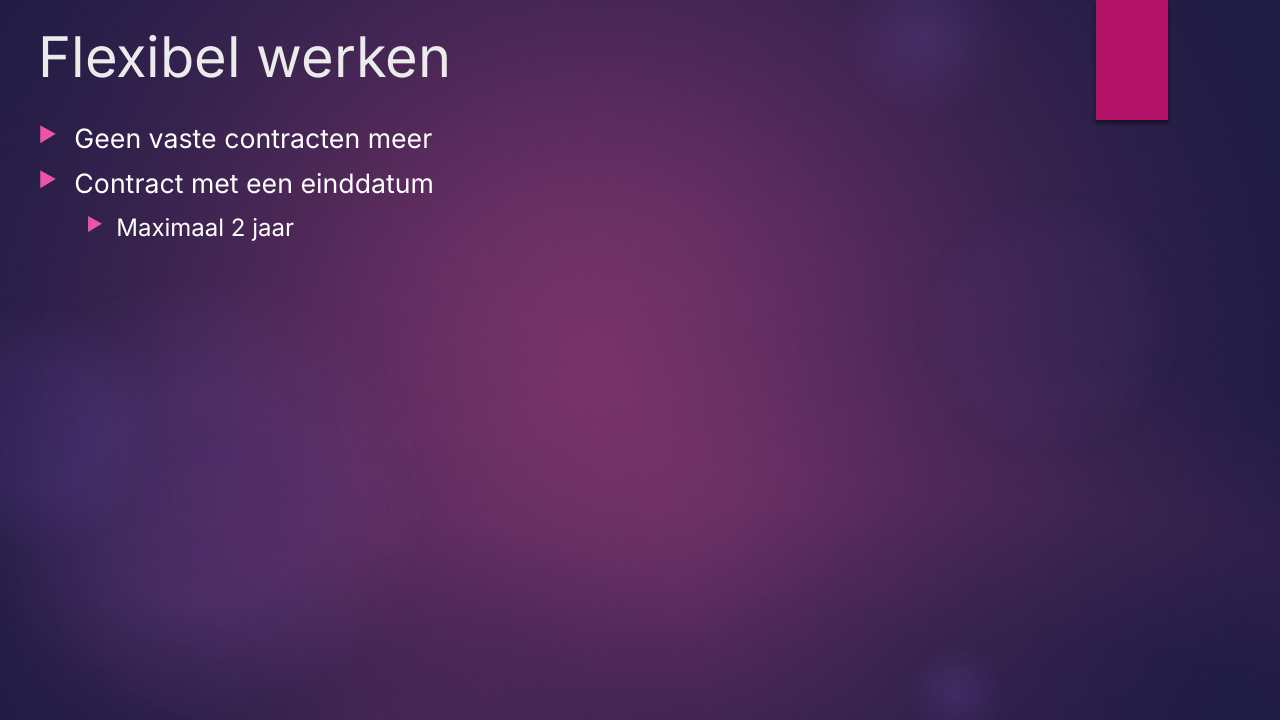 Flexibel werken
Geen vaste contracten meer
Contract met een einddatum
Maximaal 2 jaar